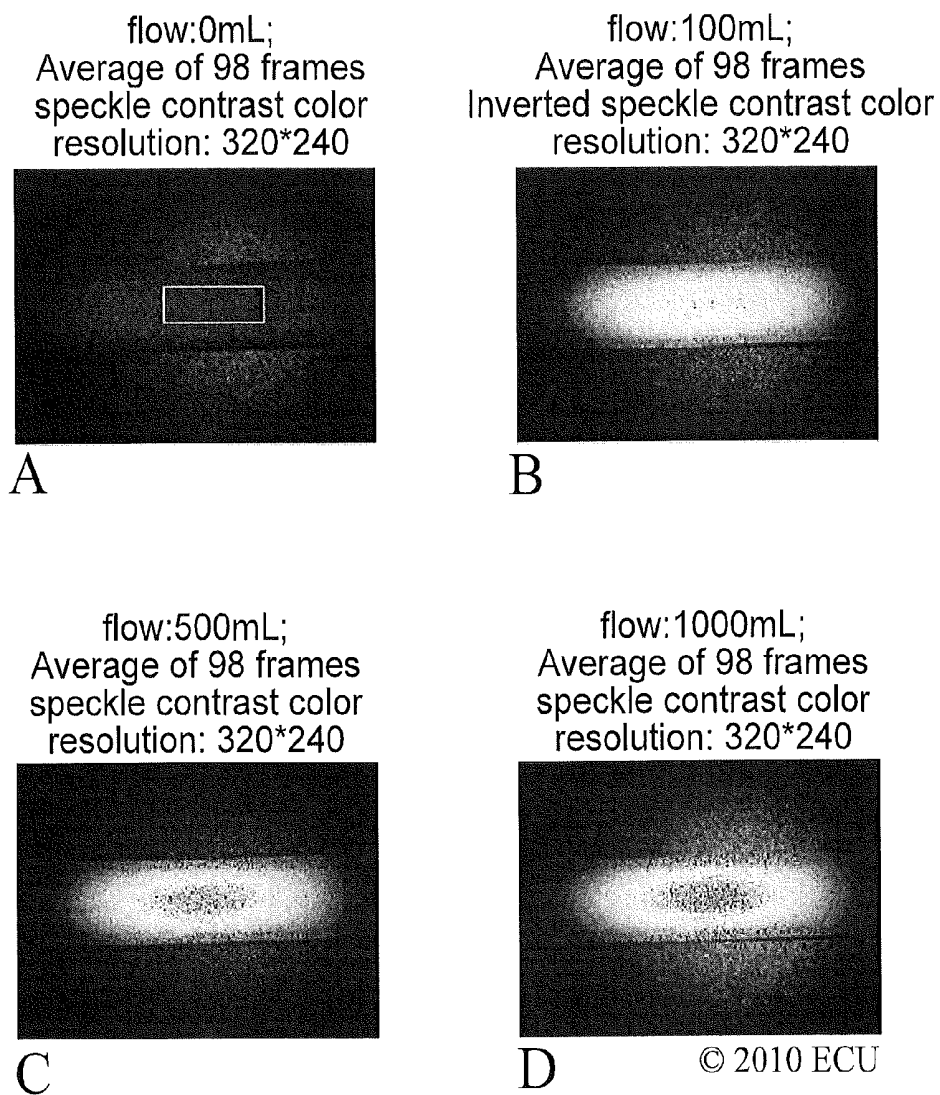 flow:0mL;
Average of 98 frames
speckle contrast color
resolution: 320*240
A
flow:100mL;
Average of 98 frames
Inverted speckle contrast color
resolution: 320*240
B
flow:500mL;
Average of 98 frames
speckle contrast color
resolution: 320*240
C
flow:1000mL;
Average of 98 frames
speckle contrast color
resolution: 320*240
D
© 2010 ECU